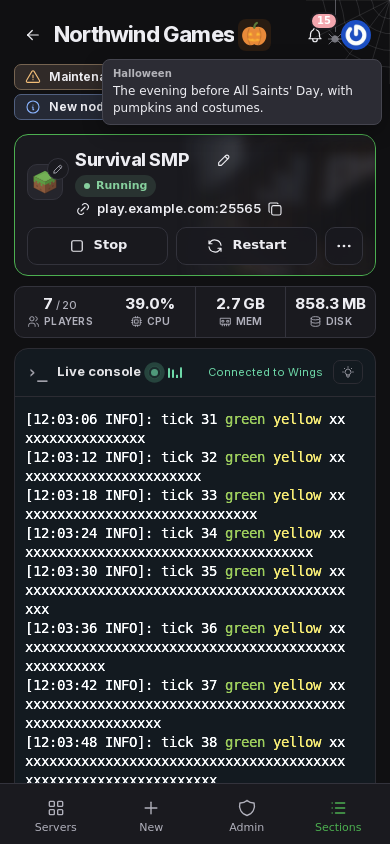 Northwind Games
15
Maintena
Halloween
The evening before All Saints' Day, with
pumpkins and costumes.
New nod
Survival SMP
Running
play.example.com:25565
Stop
Restart
7 / 20
PLAYERS
39.0%
CPU
2.7 GB
MEM
858.3 MB
DISK
Live console
Connected to Wings
[12:03:06 INFO]: tick 31 green yellow xx
xxxxxxxxxxxxxxx
[12:03:12 INFO]: tick 32 green yellow xx
xxxxxxxxxxxxxxxxxxxxxx
[12:03:18 INFO]: tick 33 green yellow xx
xxxxxxxxxxxxxxxxxxxxxxxxxxxxx
[12:03:24 INFO]: tick 34 green yellow xx
xxxxxxxxxxxxxxxxxxxxxxxxxxxxxxxxxxxx
[12:03:30 INFO]: tick 35 green yellow xx
xxxxxxxxxxxxxxxxxxxxxxxxxxxxxxxxxxxxxxxx
xxx
[12:03:36 INFO]: tick 36 green yellow xx
xxxxxxxxxxxxxxxxxxxxxxxxxxxxxxxxxxxxxxxx
xxxxxxxxxx
[12:03:42 INFO]: tick 37 green yellow xx
xxxxxxxxxxxxxxxxxxxxxxxxxxxxxxxxxxxxxxxx
xxxxxxxxxxxxxxxxx
[12:03:48 INFO]: tick 38 green yellow xx
xxxxxxxxxxxxxxxxxxxxxxxxxxxxxxxxxxxxxxxx
xxxxxxxxxxxxxxxxxxxxxxxx
Servers
New
Admin
Sections